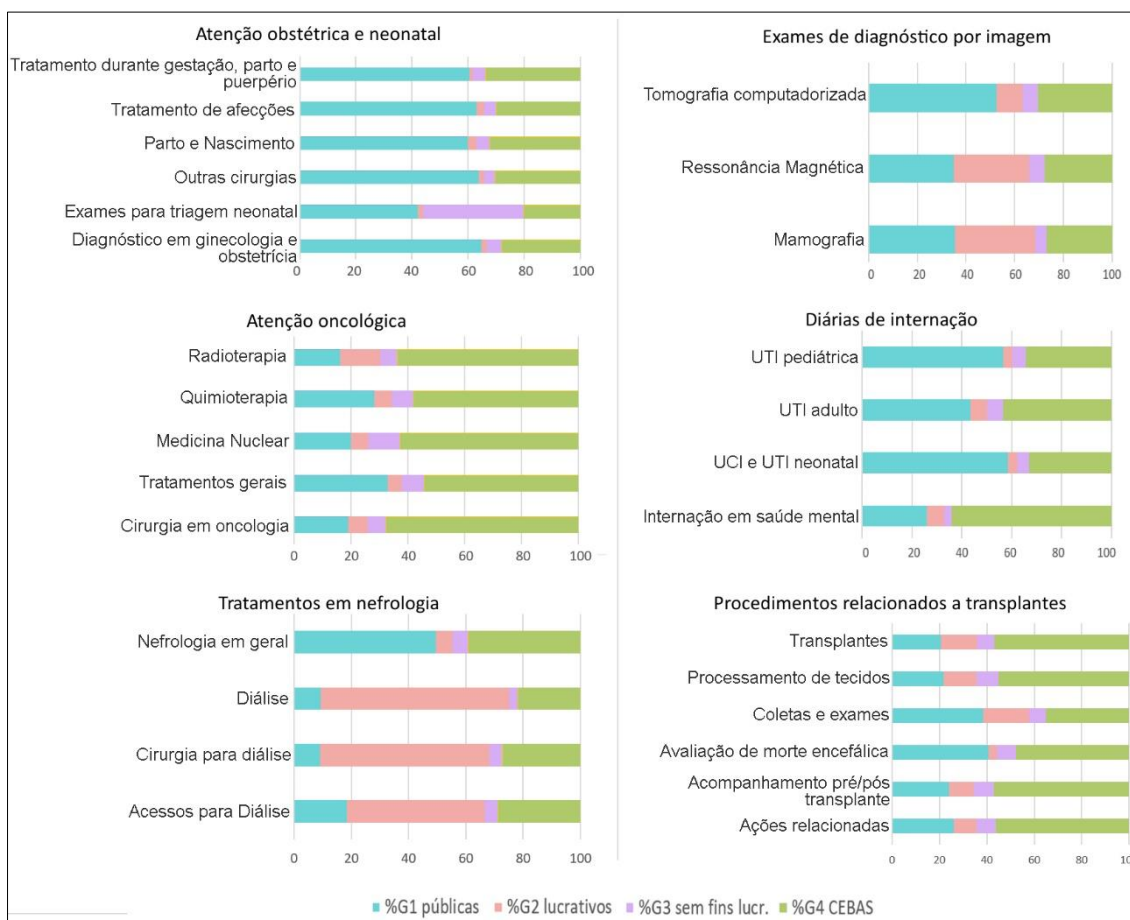 Atenção obstétrica e neonatal
Tratamento durante gestação, parto e
puerpério
Tratamento de afecções
Parto e Nascimento
Outras cirurgias
Exames para triagem neonatal
Diagnóstico em ginecologia e
obstetrícia
0 20 40 60 80 100
Exames de diagnóstico por imagem
Tomografia computadorizada
Ressonância Magnética
Mamografia
0 20 40 60 80 100
Atenção oncológica
Radioterapia
Quimioterapia
Medicina Nuclear
Tratamentos gerais
Cirurgia em oncologia
0 20 40 60 80 100
Diárias de internação
UTI pediátrica
UTI adulto
UCI e UTI neonatal
Internação em saúde mental
0 20 40 60 80 100
Tratamentos em nefrologia
Nefrologia em geral
Diálise
Cirurgia para diálise
Acessos para Diálise
0 20 40 60 80 100
Procedimentos relacionados a transplantes
Transplantes
Processamento de tecidos
Coletas e exames
Avaliação de morte encefálica
Acompanhamento pré/pós
transplante
Ações relacionadas
0 20 40 60 80 100
%G1 públicas %G2 lucrativos %G3 sem fins lucr. %G4 CEBAS